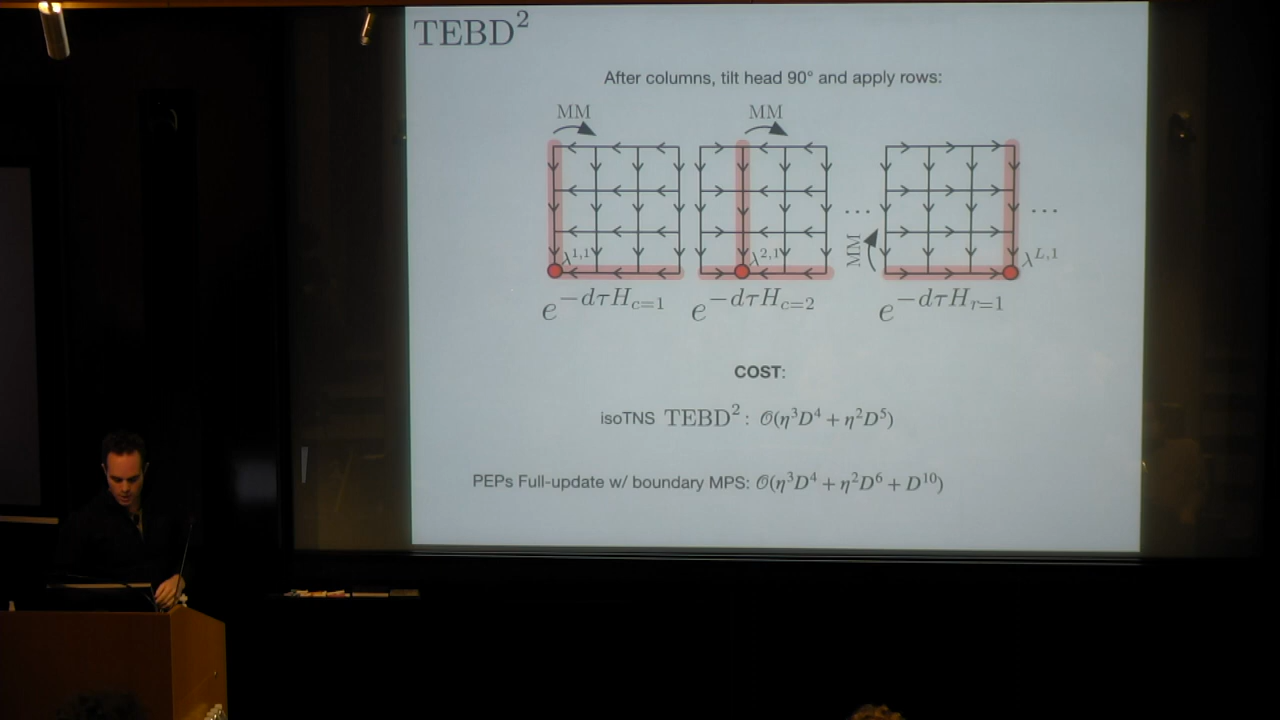 TEBD²
After columns, tilt head 90° and apply rows:
MM MM
... ...
MM
λ^{1,1} λ^{2,1} λ^{L,1}
e^{-dτH_{c=1}} e^{-dτH_{c=2}} e^{-dτH_{r=1}}
COST:
isoTNS TEBD² : 𝒪(η³D⁴ + η²D⁵)
PEPs Full-update w/ boundary MPS: 𝒪(η³D⁴ + η²D⁶ + D¹⁰)